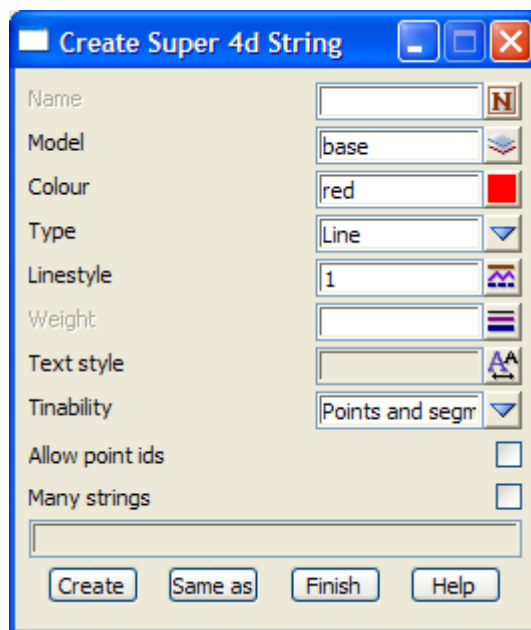 Create Super 4d String
Name N
Model base
Colour red
Type Line
Linestyle 1
Weight
Text style AA
Tinability Points and segm
Allow point ids
Many strings
Create Same as Finish Help